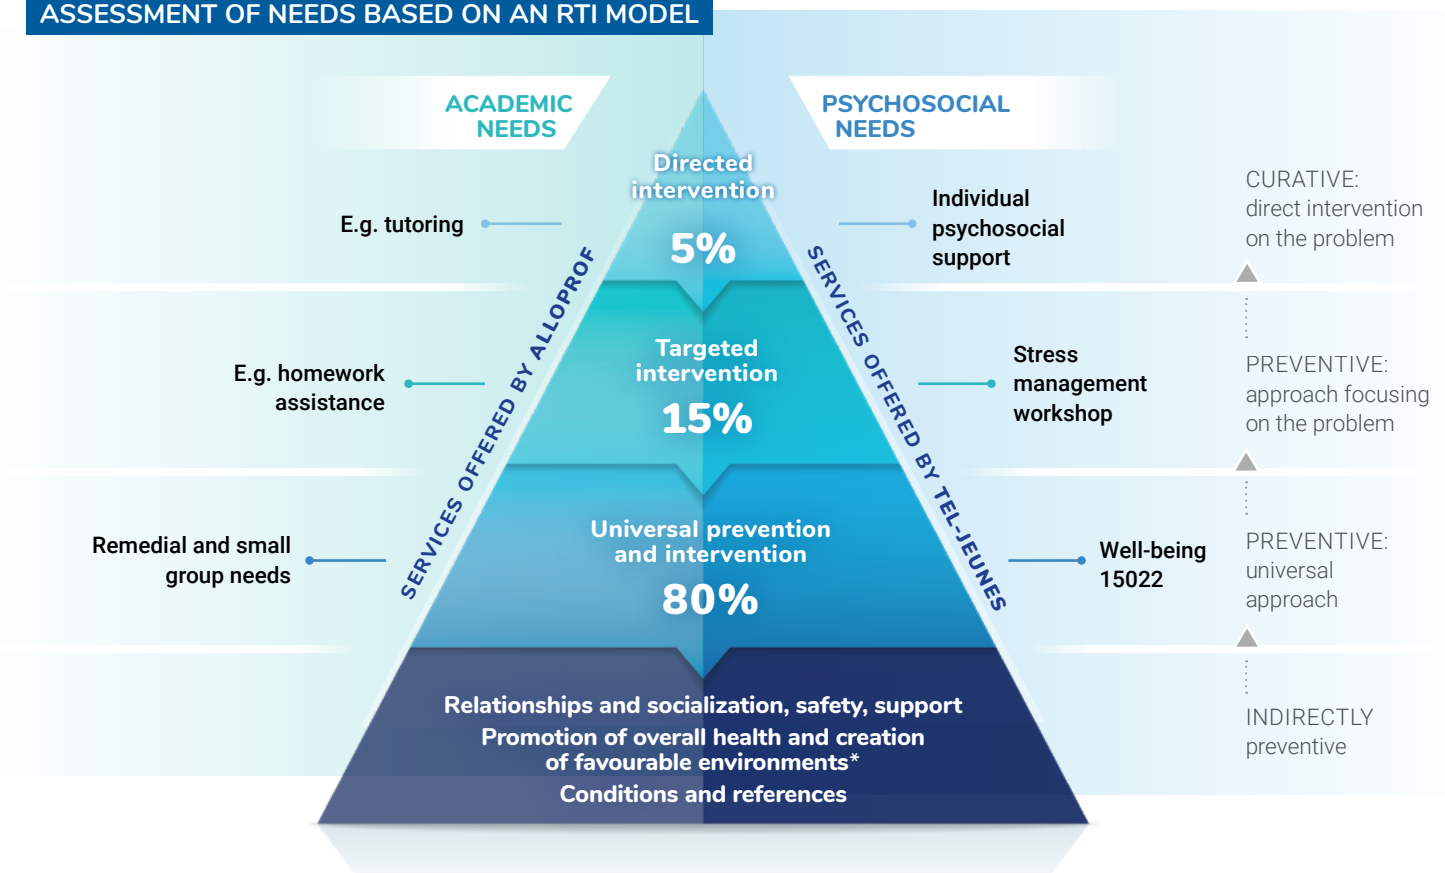 ASSESSMENT OF NEEDS BASED ON AN RTI MODEL
ACADEMIC
NEEDS
PSYCHOSOCIAL
NEEDS
Directed
intervention
5%
E.g. tutoring
Individual
psychosocial
support
CURATIVE:
direct intervention
on the problem
SERVICES OFFERED BY ALLOPROF
SERVICES OFFERED BY TEL-JEUNES
Targeted
intervention
15%
E.g. homework
assistance
Stress
management
workshop
PREVENTIVE:
approach focusing
on the problem
Universal prevention
and intervention
80%
Remedial and small
group needs
Well-being
15022
PREVENTIVE:
universal
approach
Relationships and socialization, safety, support
Promotion of overall health and creation
of favourable environments*
Conditions and references
INDIRECTLY
preventive